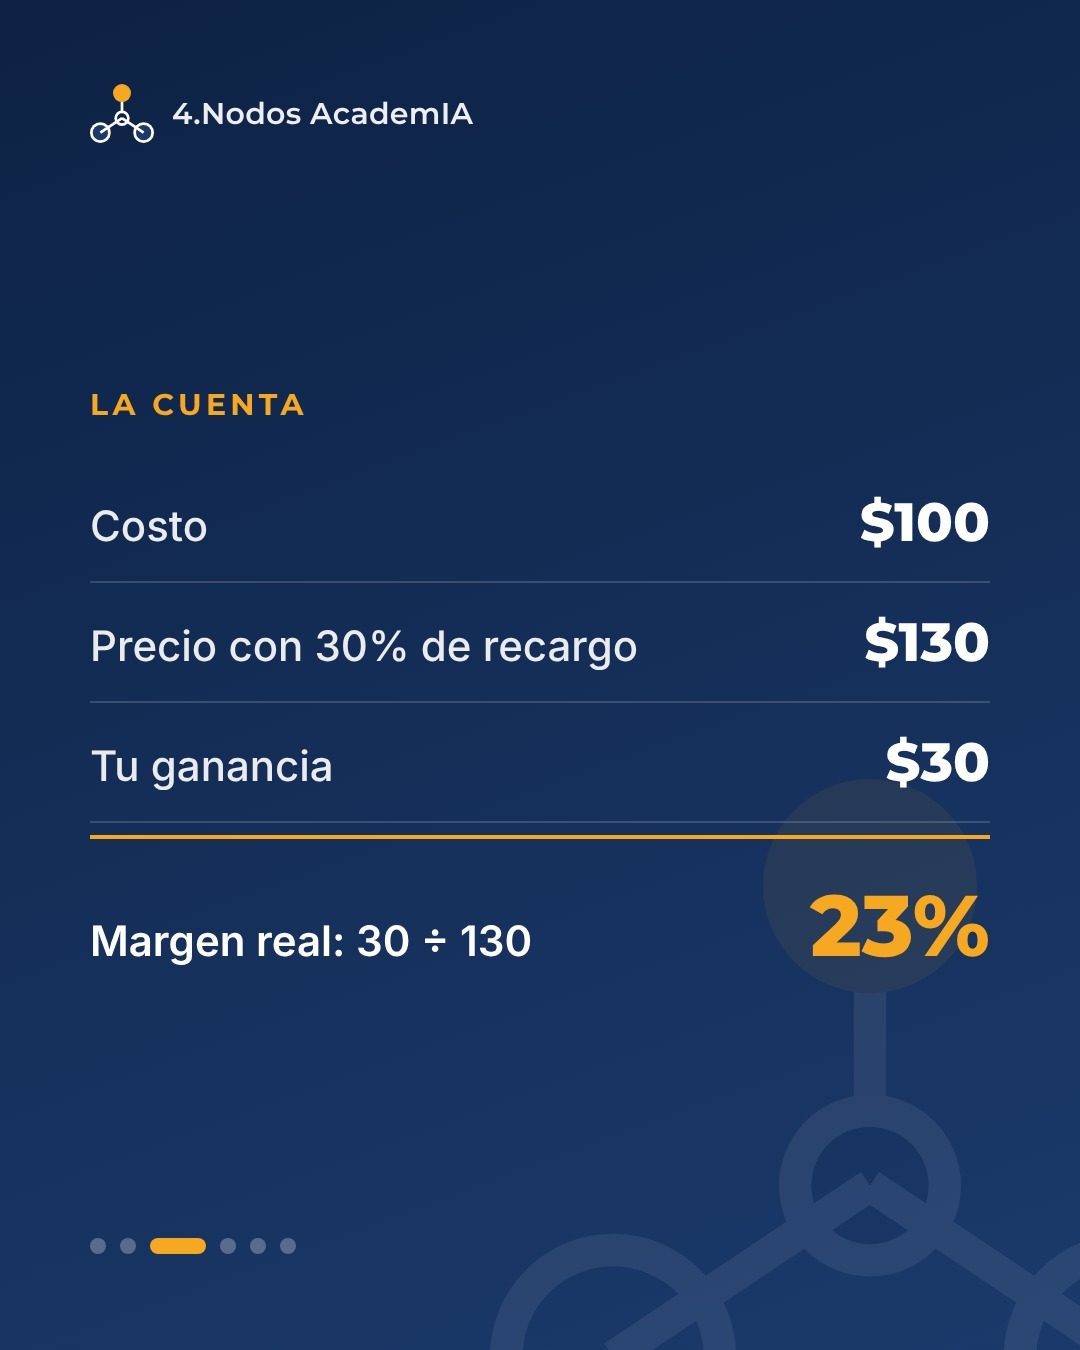 4.Nodos AcademIA
LA CUENTA
Costo $100
Precio con 30% de recargo $130
Tu ganancia $30
Margen real: 30 ÷ 130 23%